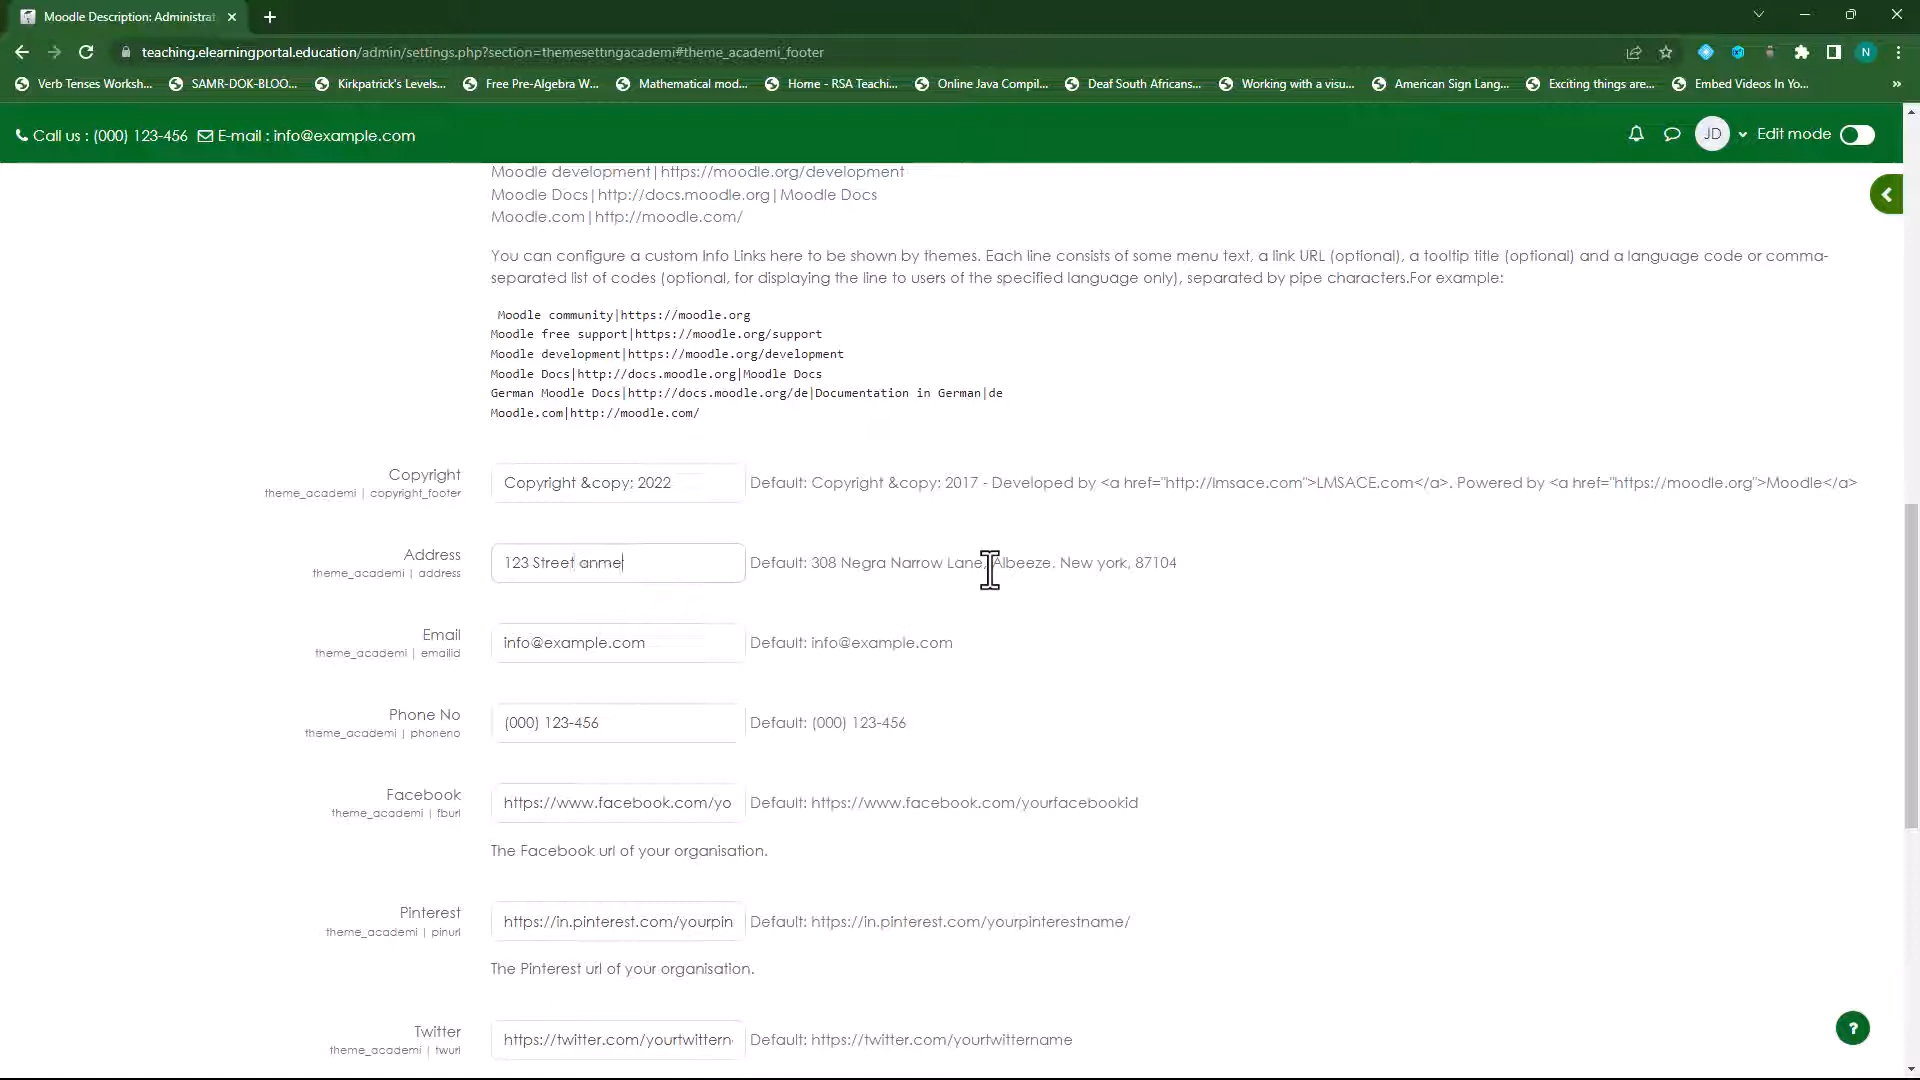 Moodle Description: Administrat
teaching.elearningportal.education/admin/settings.php?section=themesettingacademi#theme_academi_footer
N
Verb Tenses Worksh... SAMR-DOK-BLOO... Kirkpatrick's Levels... Free Pre-Algebra W... Mathematical mod... Home - RSA Teachi... Online Java Compil... Deaf South Africans... Working with a visu... American Sign Lang... Exciting things are... Embed Videos In Yo... »
Call us : (000) 123-456 E-mail : info@example.com JD Edit mode
Moodle development|https://moodle.org/development
Moodle Docs|http://docs.moodle.org|Moodle Docs
Moodle.com|http://moodle.com/
You can configure a custom Info Links here to be shown by themes. Each line consists of some menu text, a link URL (optional), a tooltip title (optional) and a language code or comma-
separated list of codes (optional, for displaying the line to users of the specified language only), separated by pipe characters.For example:
Moodle community|https://moodle.org
Moodle free support|https://moodle.org/support
Moodle development|https://moodle.org/development
Moodle Docs|http://docs.moodle.org|Moodle Docs
German Moodle Docs|http://docs.moodle.org/de|Documentation in German|de
Moodle.com|http://moodle.com/
Copyright
theme_academi | copyright_footer
Copyright &copy; 2022 Default: Copyright &copy; 2017 - Developed by <a href="http://lmsace.com">LMSACE.com</a>. Powered by <a href="https://moodle.org">Moodle</a>
Address
theme_academi | address
123 Street anme Default: 308 Negra Narrow Lane, Albeeze. New york, 87104
Email
theme_academi | emailid
info@example.com Default: info@example.com
Phone No
theme_academi | phoneno
(000) 123-456 Default: (000) 123-456
Facebook
theme_academi | fburl
https://www.facebook.com/yo Default: https://www.facebook.com/yourfacebookid
The Facebook url of your organisation.
Pinterest
theme_academi | pinurl
https://in.pinterest.com/yourpin Default: https://in.pinterest.com/yourpinterestname/
The Pinterest url of your organisation.
Twitter
theme_academi | twurl
https://twitter.com/yourtwittern Default: https://twitter.com/yourtwittername
?